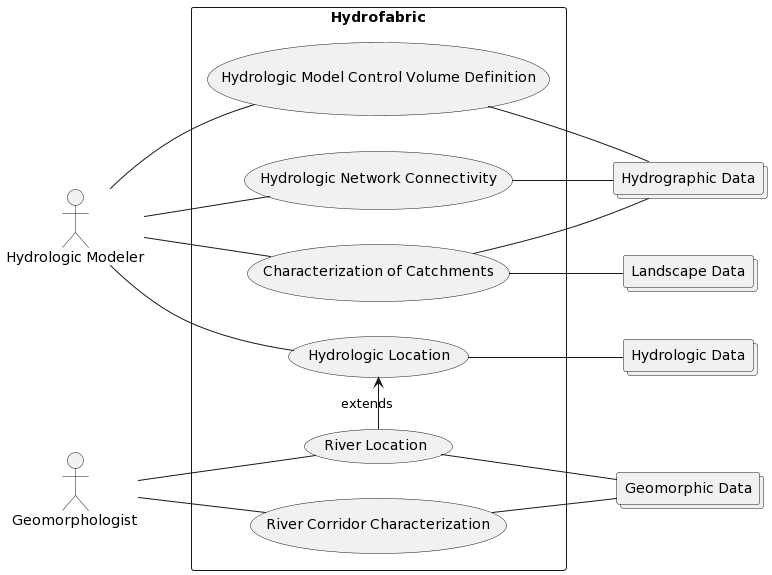 Hydrofabric
Hydrologic Model Control Volume Definition
Hydrologic Network Connectivity
Hydrographic Data
Hydrologic Modeler
Characterization of Catchments
Landscape Data
Hydrologic Location
Hydrologic Data
extends
River Location
Geomorphologist
River Corridor Characterization
Geomorphic Data